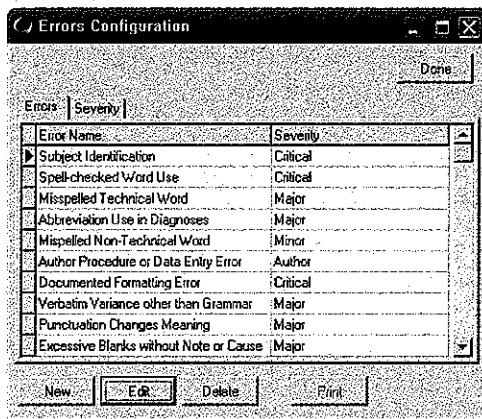 Errors Configuration
Done
Errors Severity
Error Name Severity
Subject Identification Critical
Spell-checked Word Use Critical
Misspelled Technical Word Major
Abbreviation Use in Diagnoses Major
Mispelled Non-Technical Word Minor
Author Procedure or Data Entry Error Author
Documented Formatting Error Critical
Verbatim Variance other than Grammar Major
Punctuation Changes Meaning Major
Excessive Blanks without Note or Cause Major
New Edit Delete Print